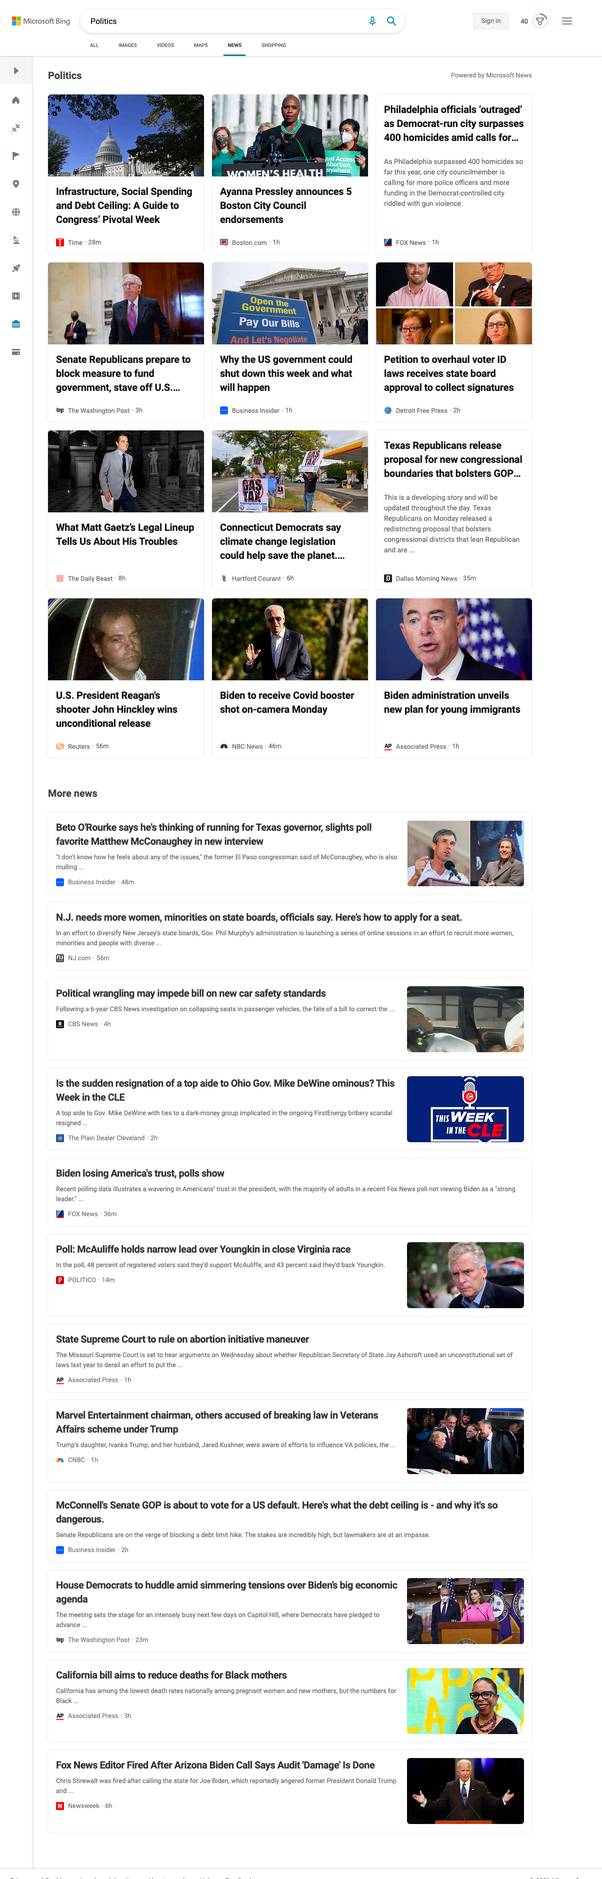 Microsoft Bing
Politics
Sign in
40
ALL IMAGES VIDEOS MAPS NEWS SHOPPING
Politics
Powered by Microsoft News
Infrastructure, Social Spending
and Debt Ceiling: A Guide to
Congress' Pivotal Week
Time · 28m
WOMEN'S HEALTH
Ayanna Pressley announces 5
Boston City Council
endorsements
Boston.com · 1h
Philadelphia officials 'outraged'
as Democrat-run city surpasses
400 homicides amid calls for...
As Philadelphia surpassed 400 homicides so
far this year, one city councilmember is
calling for more police officers and more
funding in the Democrat-controlled city
riddled with gun violence.
FOX News · 1h
Senate Republicans prepare to
block measure to fund
government, stave off U.S....
The Washington Post · 3h
Open the
Government
Pay Our Bills
And Let's Negotiate
Why the US government could
shut down this week and what
will happen
Business Insider · 1h
Petition to overhaul voter ID
laws receives state board
approval to collect signatures
Detroit Free Press · 2h
What Matt Gaetz's Legal Lineup
Tells Us About His Troubles
The Daily Beast · 8h
GAS
TAX
Connecticut Democrats say
climate change legislation
could help save the planet....
Hartford Courant · 6h
Texas Republicans release
proposal for new congressional
boundaries that bolsters GOP...
This is a developing story and will be
updated throughout the day. Texas
Republicans on Monday released a
redistricting proposal that bolsters
congressional districts that lean Republican
and are ...
Dallas Morning News · 35m
U.S. President Reagan's
shooter John Hinckley wins
unconditional release
Reuters · 56m
Biden to receive Covid booster
shot on-camera Monday
NBC News · 46m
Biden administration unveils
new plan for young immigrants
AP Associated Press · 1h
More news
Beto O'Rourke says he's thinking of running for Texas governor, slights poll
favorite Matthew McConaughey in new interview
"I don't know how he feels about any of the issues," the former El Paso congressman said of McConaughey, who is also
mulling ...
Business Insider · 48m
N.J. needs more women, minorities on state boards, officials say. Here's how to apply for a seat.
In an effort to diversify New Jersey's state boards, Gov. Phil Murphy's administration is launching a series of online sessions in an effort to recruit more women,
minorities and people with diverse ...
NJ.com · 56m
Political wrangling may impede bill on new car safety standards
Following a 6-year CBS News investigation on collapsing seats in passenger vehicles, the fate of a bill to correct the ...
CBS News · 4h
Is the sudden resignation of a top aide to Ohio Gov. Mike DeWine ominous? This
Week in the CLE
A top aide to Gov. Mike DeWine with ties to a dark-money group implicated in the ongoing FirstEnergy bribery scandal
resigned ...
The Plain Dealer Cleveland · 2h
THIS WEEK
IN THE CLE
Biden losing America's trust, polls show
Recent polling data illustrates a wavering in Americans' trust in the president, with the majority of adults in a recent Fox News poll not viewing Biden as a "strong
leader." ...
FOX News · 36m
Poll: McAuliffe holds narrow lead over Youngkin in close Virginia race
In the poll, 48 percent of registered voters said they'd support McAuliffe, and 43 percent said they'd back Youngkin.
P POLITICO · 14m
State Supreme Court to rule on abortion initiative maneuver
The Missouri Supreme Court is set to hear arguments on Wednesday about whether Republican Secretary of State Jay Ashcroft used an unconstitutional set of
laws last year to derail an effort to put the ...
AP Associated Press · 1h
Marvel Entertainment chairman, others accused of breaking law in Veterans
Affairs scheme under Trump
Trump's daughter, Ivanka Trump, and her husband, Jared Kushner, were aware of efforts to influence VA policies, the ...
CNBC · 1h
McConnell's Senate GOP is about to vote for a US default. Here's what the debt ceiling is - and why it's so
dangerous.
Senate Republicans are on the verge of blocking a debt limit hike. The stakes are incredibly high, but lawmakers are at an impasse.
Business Insider · 2h
House Democrats to huddle amid simmering tensions over Biden's big economic
agenda
The meeting sets the stage for an intensely busy next few days on Capitol Hill, where Democrats have pledged to
advance ...
wp The Washington Post · 23m
California bill aims to reduce deaths for Black mothers
California has among the lowest death rates nationally among pregnant women and new mothers, but the numbers for
Black ...
AP Associated Press · 3h
Fox News Editor Fired After Arizona Biden Call Says Audit 'Damage' Is Done
Chris Stirewalt was fired after calling the state for Joe Biden, which reportedly angered former President Donald Trump
and ...
N Newsweek · 6h